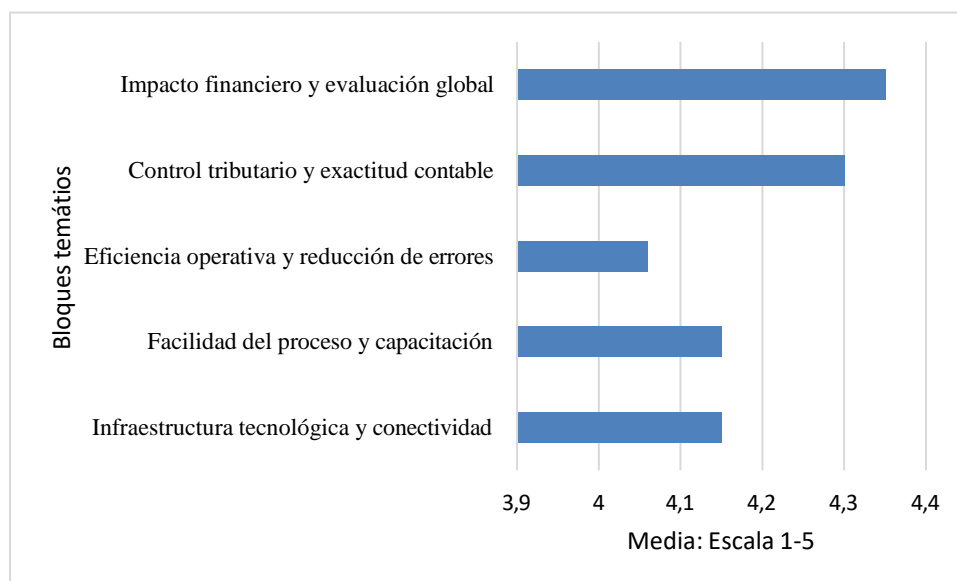 Impacto financiero y evaluación global
Control tributario y exactitud contable
Eficiencia operativa y reducción de errores
Facilidad del proceso y capacitación
Infraestructura tecnológica y conectividad
Bloques temátios
3,9 4 4,1 4,2 4,3 4,4
Media: Escala 1-5